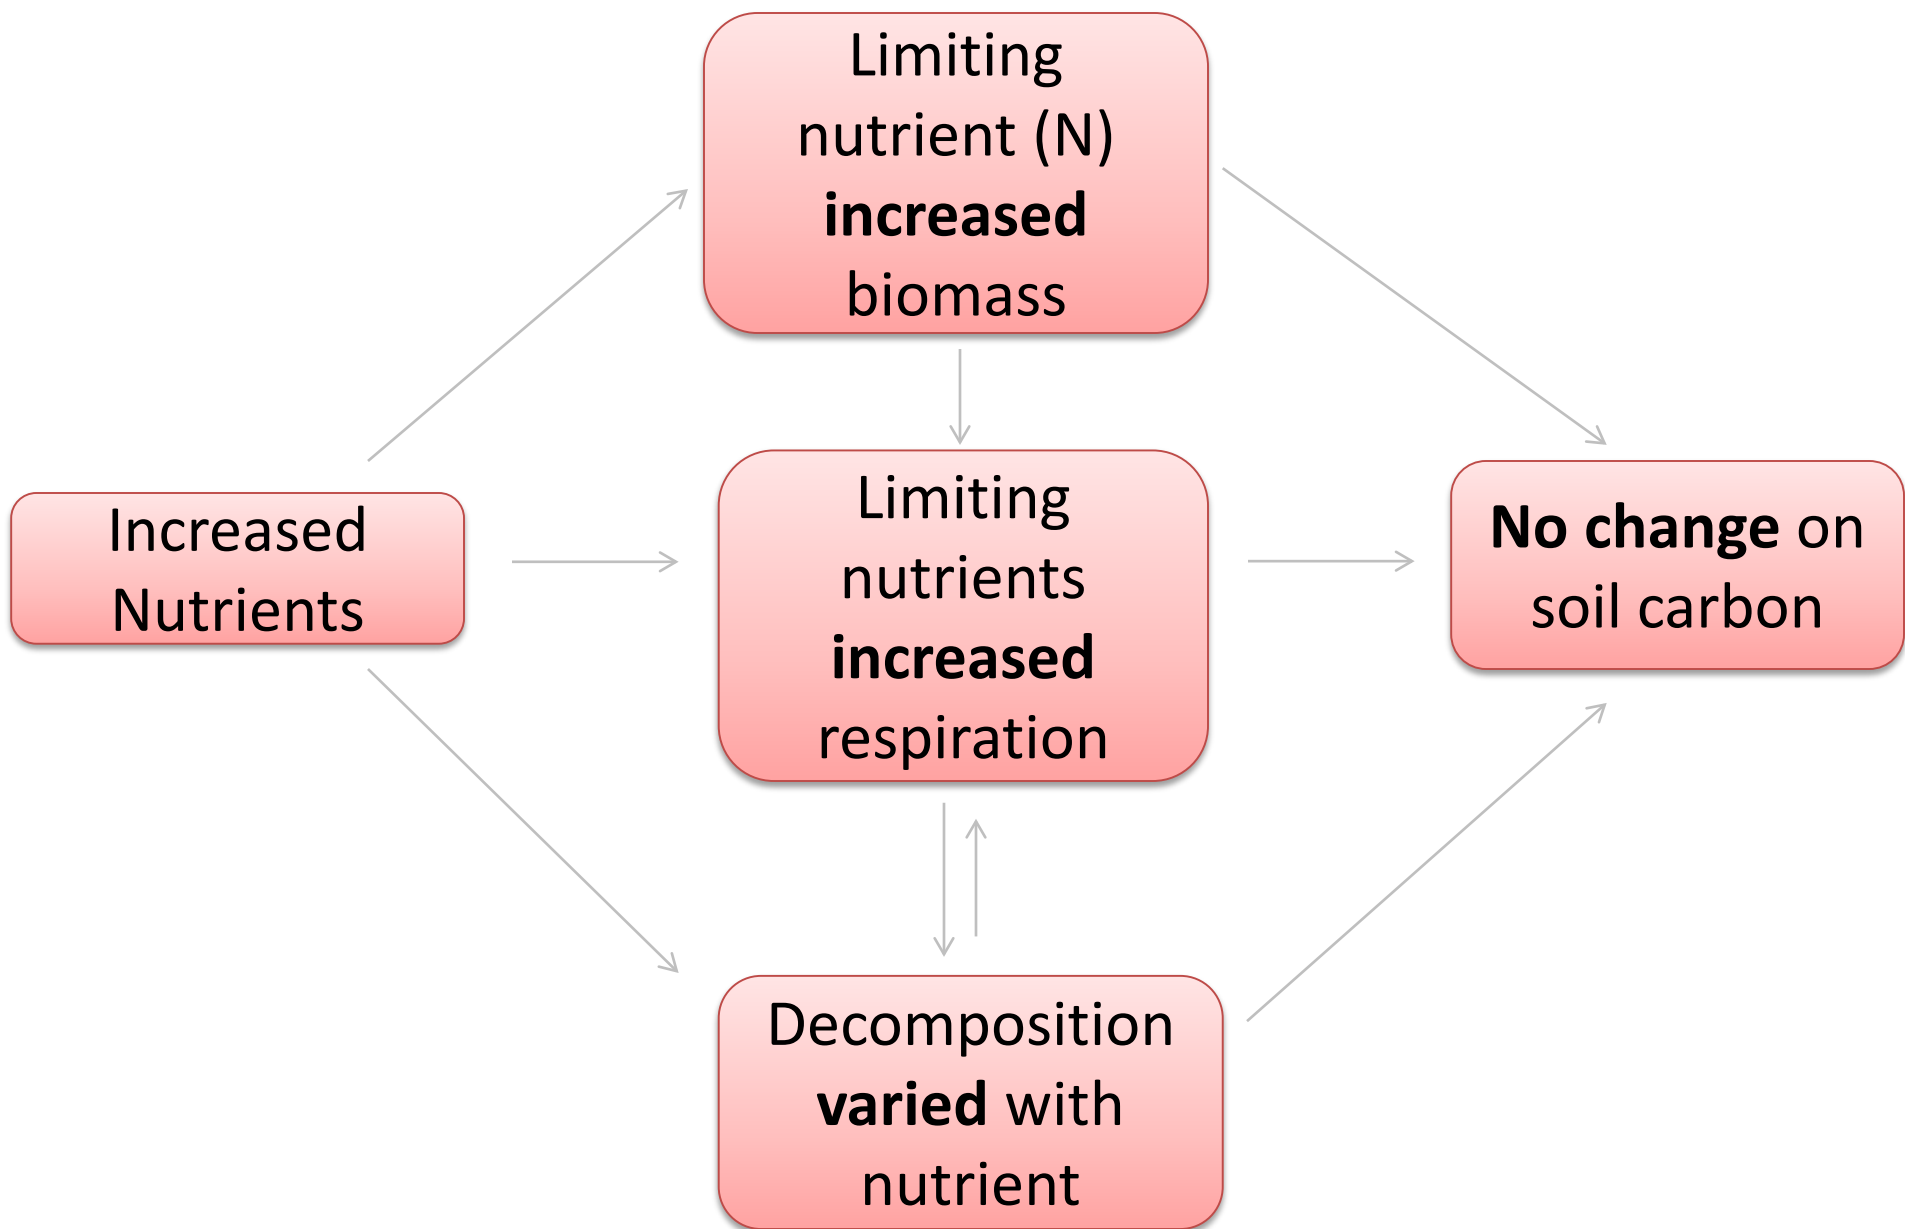 Limiting
nutrient (N)
increased
biomass
Increased
Nutrients
Limiting
nutrients
increased
respiration
No change on
soil carbon
Decomposition
varied with
nutrient